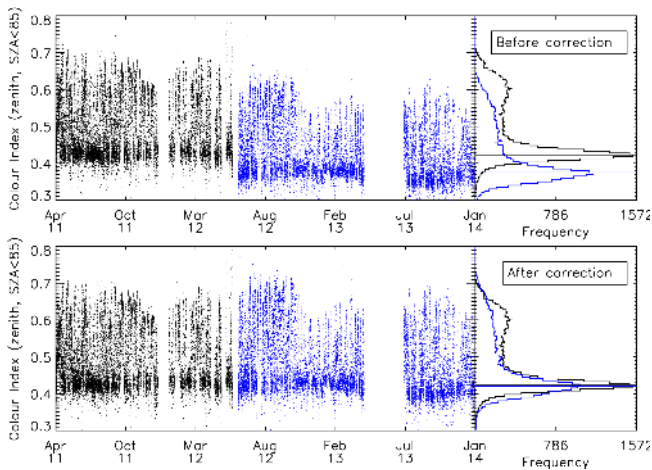 Colour Index (zenith, SZA<85)
0.8
0.7
0.6
0.5
0.4
0.3
Before correction
Apr Oct Mar Aug Feb Jul Jan 786 1572
11 11 12 12 13 13 14 Frequency
Colour Index (zenith, SZA<85)
0.8
0.7
0.6
0.5
0.4
0.3
After correction
Apr Oct Mar Aug Feb Jul Jan 786 1572
11 11 12 12 13 13 14 Frequency